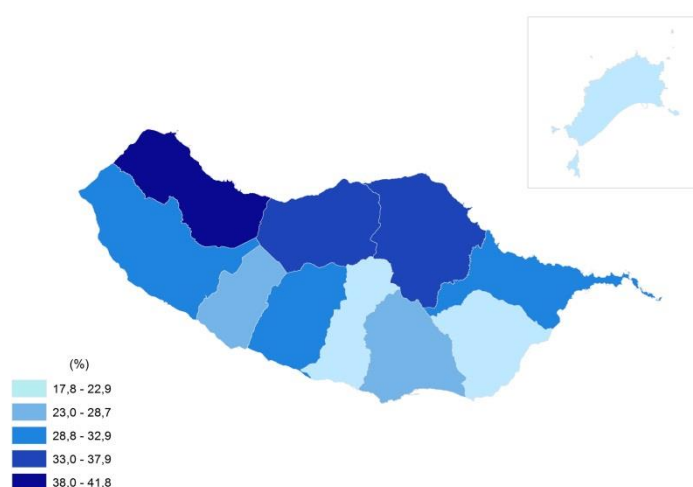 (%)
17,8 - 22,9
23,0 - 28,7
28,8 - 32,9
33,0 - 37,9
38,0 - 41,8